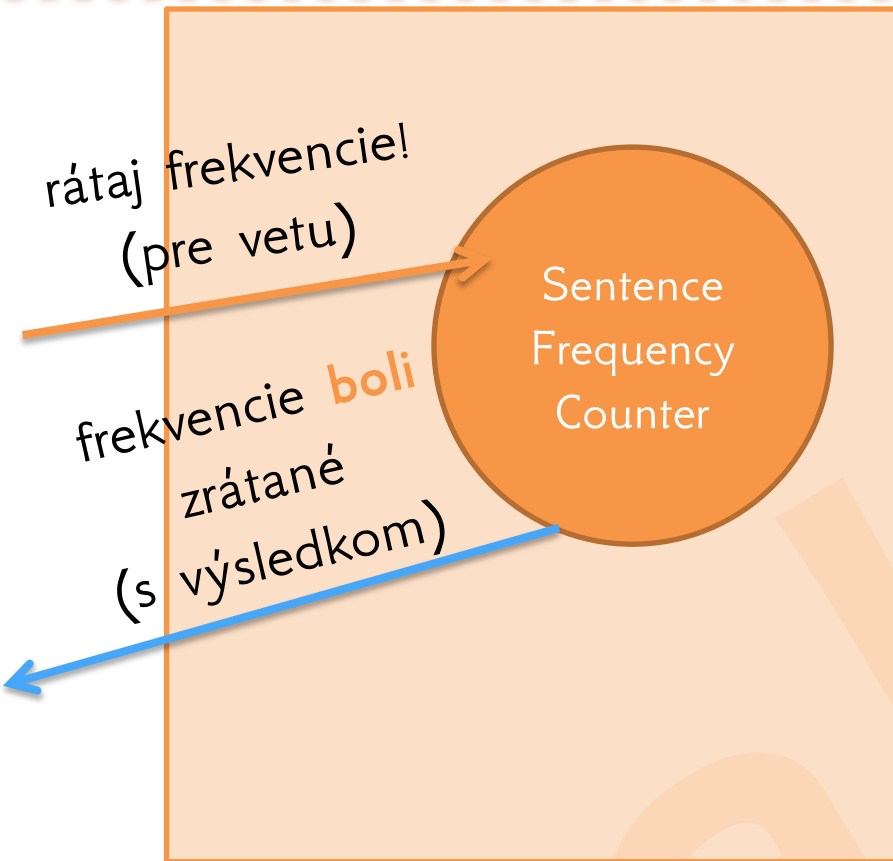 rátaj frekvencie!
(pre vetu)
Sentence
Frequency
Counter
frekvencie boli
zrátané
(s výsledkom)